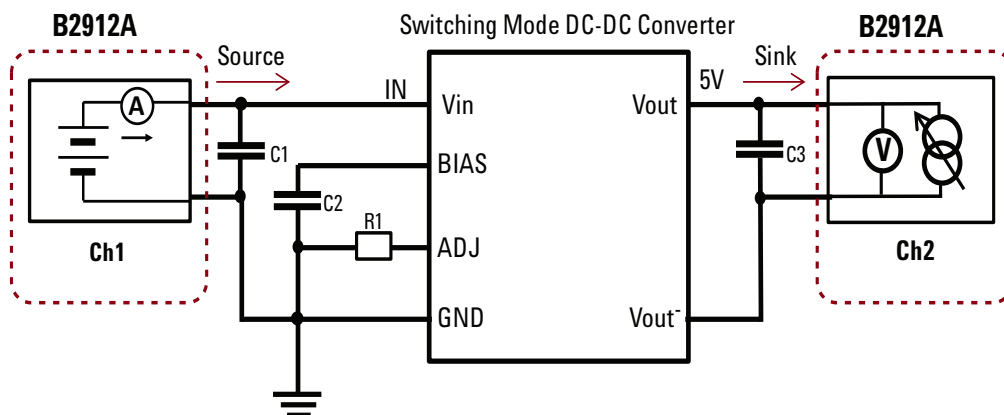 B2912A
Switching Mode DC-DC Converter
B2912A
Source
Sink
5V
IN
Vin
Vout
A
C1
C3
V
BIAS
C2
R1
ADJ
Ch1
Ch2
GND
Vout-